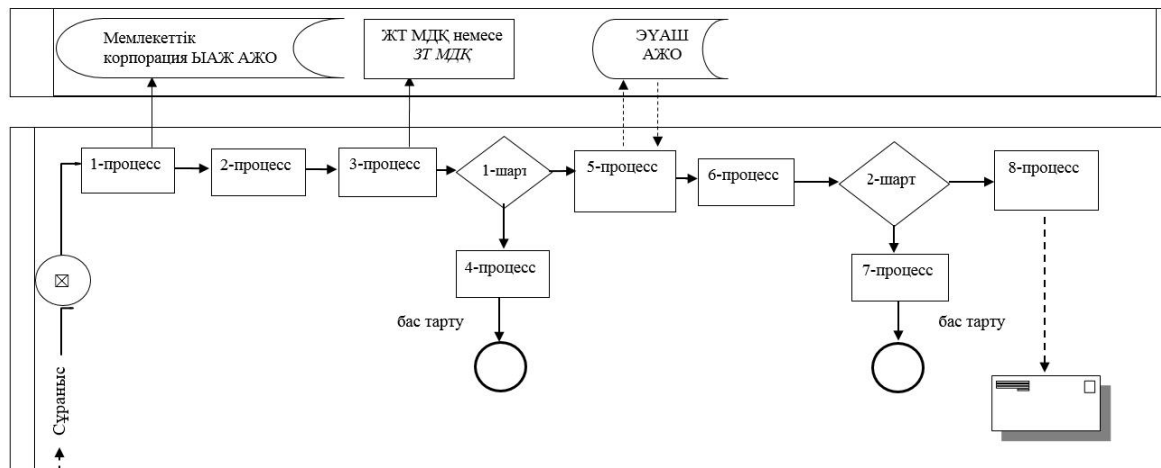 Мемлекеттік
корпорация ЫАЖ АЖО
ЖТ МДҚ немесе
ЗТ МДҚ
ЭҮАШ
АЖО
1-процесс
2-процесс
3-процесс
1-шарт
5-процесс
6-процесс
2-шарт
8-процесс
4-процесс
7-процесс
бас тарту
бас тарту
Сұраныс